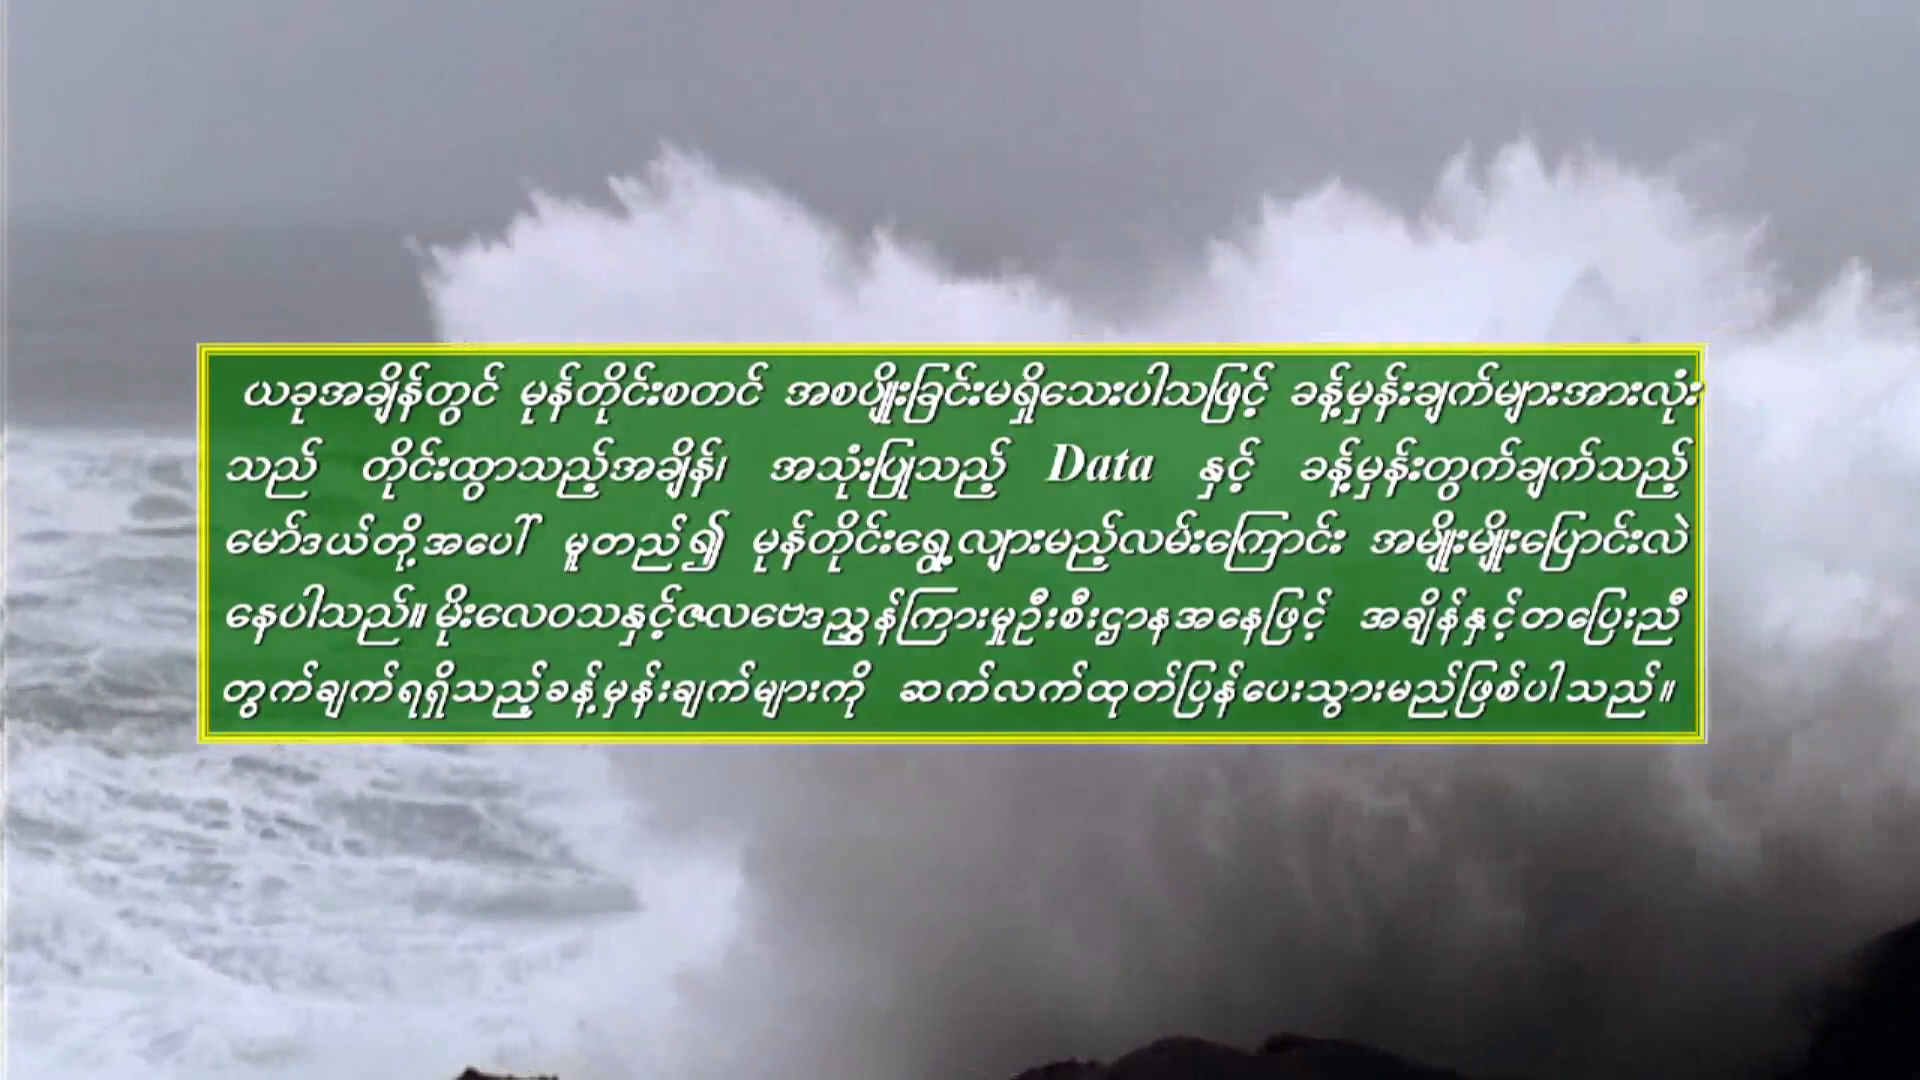 ယခုအချိန်တွင် မုန်တိုင်းစတင် အစပျိုးခြင်းမရှိသေးပါသဖြင့် ခန့်မှန်းချက်များအားလုံး
သည် တိုင်းထွာသည့်အချိန်၊ အသုံးပြုသည့် Data နှင့် ခန့်မှန်းတွက်ချက်သည့်
မော်ဒယ်တို့အပေါ် မူတည်၍ မုန်တိုင်းရွေ့လျားမည့်လမ်းကြောင်း အမျိုးမျိုးပြောင်းလဲ
နေပါသည်။ မိုးလေဝသနှင့်ဇလဗေဒညွှန်ကြားမှုဦးစီးဌာနအနေဖြင့် အချိန်နှင့်တပြေးညီ
တွက်ချက်ရရှိသည့်ခန့်မှန်းချက်များကို ဆက်လက်ထုတ်ပြန်ပေးသွားမည်ဖြစ်ပါသည်။